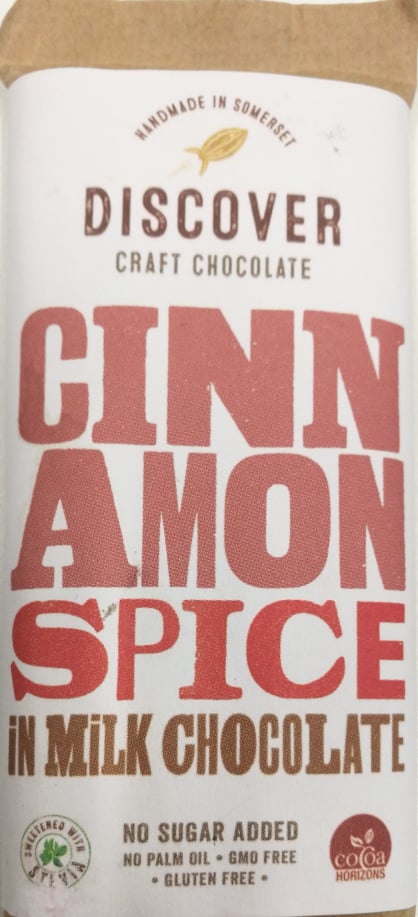 HANDMADE IN SOMERSET
DISCOVER
CRAFT CHOCOLATE
CINN
AMON
SPICE
iN MiLK CHOCOLATE
SWEETENED WITH
STEVIA
NO SUGAR ADDED
NO PALM OIL • GMO FREE
• GLUTEN FREE •
cocoa
HORIZONS